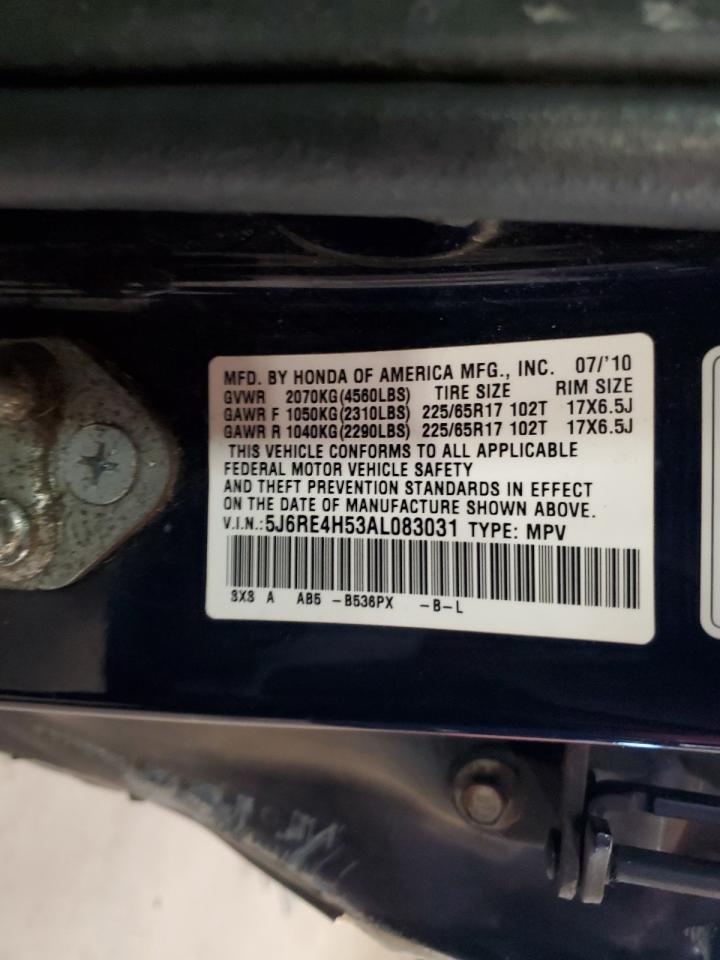 MFD. BY HONDA OF AMERICA MFG., INC. 07/'10
GVWR 2070KG(4560LBS) TIRE SIZE RIM SIZE
GAWR F 1050KG(2310LBS) 225/65R17 102T 17X6.5J
GAWR R 1040KG(2290LBS) 225/65R17 102T 17X6.5J
THIS VEHICLE CONFORMS TO ALL APPLICABLE
FEDERAL MOTOR VEHICLE SAFETY
AND THEFT PREVENTION STANDARDS IN EFFECT
ON THE DATE OF MANUFACTURE SHOWN ABOVE.
V.I.N.:5J6RE4H53AL083031 TYPE: MPV
3X3 A AB5 -B536PX -B-L